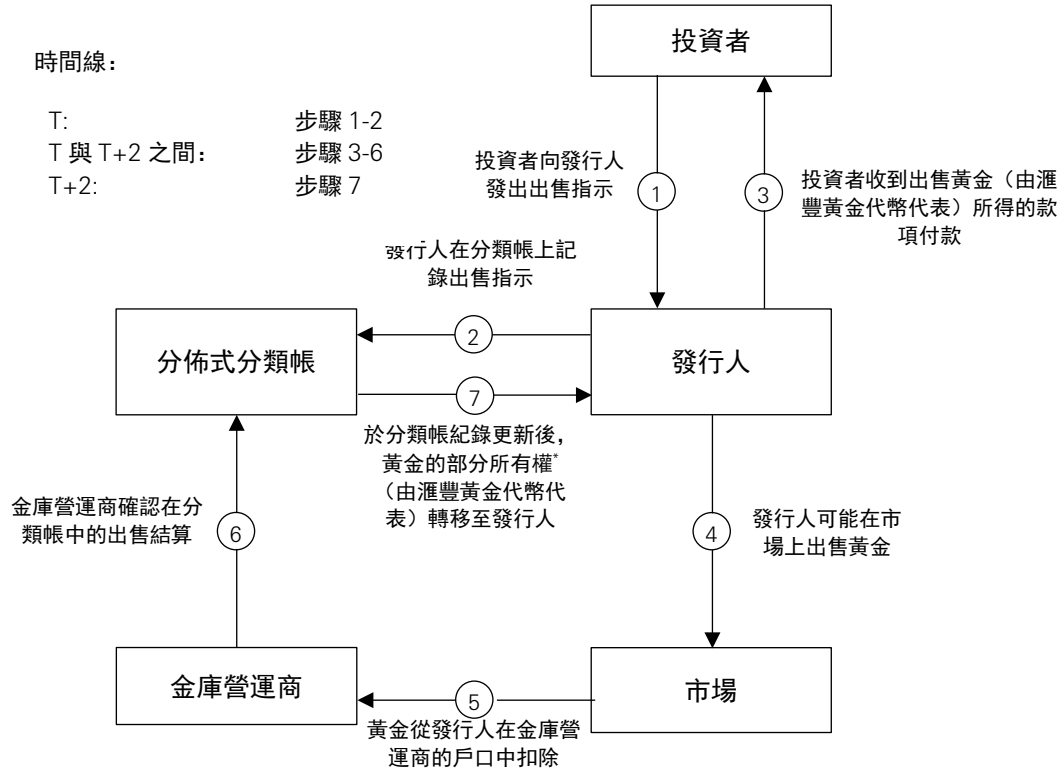 投資者
時間線：
T: 步驟 1-2
T 與 T+2 之間： 步驟 3-6
T+2: 步驟 7
投資者向發行人
發出出售指示
1
3
投資者收到出售黃金（由滙
豐黃金代幣代表）所得的款
項付款
發行人在分類帳上記
錄出售指示
分佈式分類帳
2
發行人
7
於分類帳紀錄更新後，
黃金的部分所有權*
（由滙豐黃金代幣代
表）轉移至發行人
金庫營運商確認在分
類帳中的出售結算
6
4
發行人可能在市
場上出售黃金
金庫營運商
5
市場
黃金從發行人在金庫營
運商的戶口中扣除